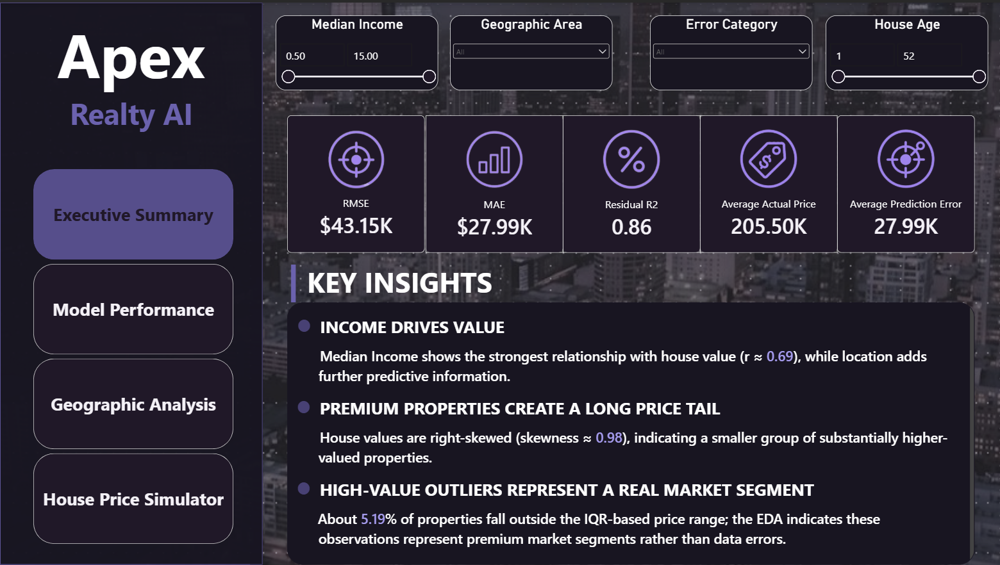 Apex
Realty AI
Executive Summary
Model Performance
Geographic Analysis
House Price Simulator
Median Income
0.50 15.00
Geographic Area
All
Error Category
All
House Age
1 52
RMSE
$43.15K
MAE
$27.99K
Residual R2
0.86
Average Actual Price
205.50K
Average Prediction Error
27.99K
KEY INSIGHTS
INCOME DRIVES VALUE
Median Income shows the strongest relationship with house value (r ≈ 0.69), while location adds
further predictive information.
PREMIUM PROPERTIES CREATE A LONG PRICE TAIL
House values are right-skewed (skewness ≈ 0.98), indicating a smaller group of substantially higher-
valued properties.
HIGH-VALUE OUTLIERS REPRESENT A REAL MARKET SEGMENT
About 5.19% of properties fall outside the IQR-based price range; the EDA indicates these
observations represent premium market segments rather than data errors.